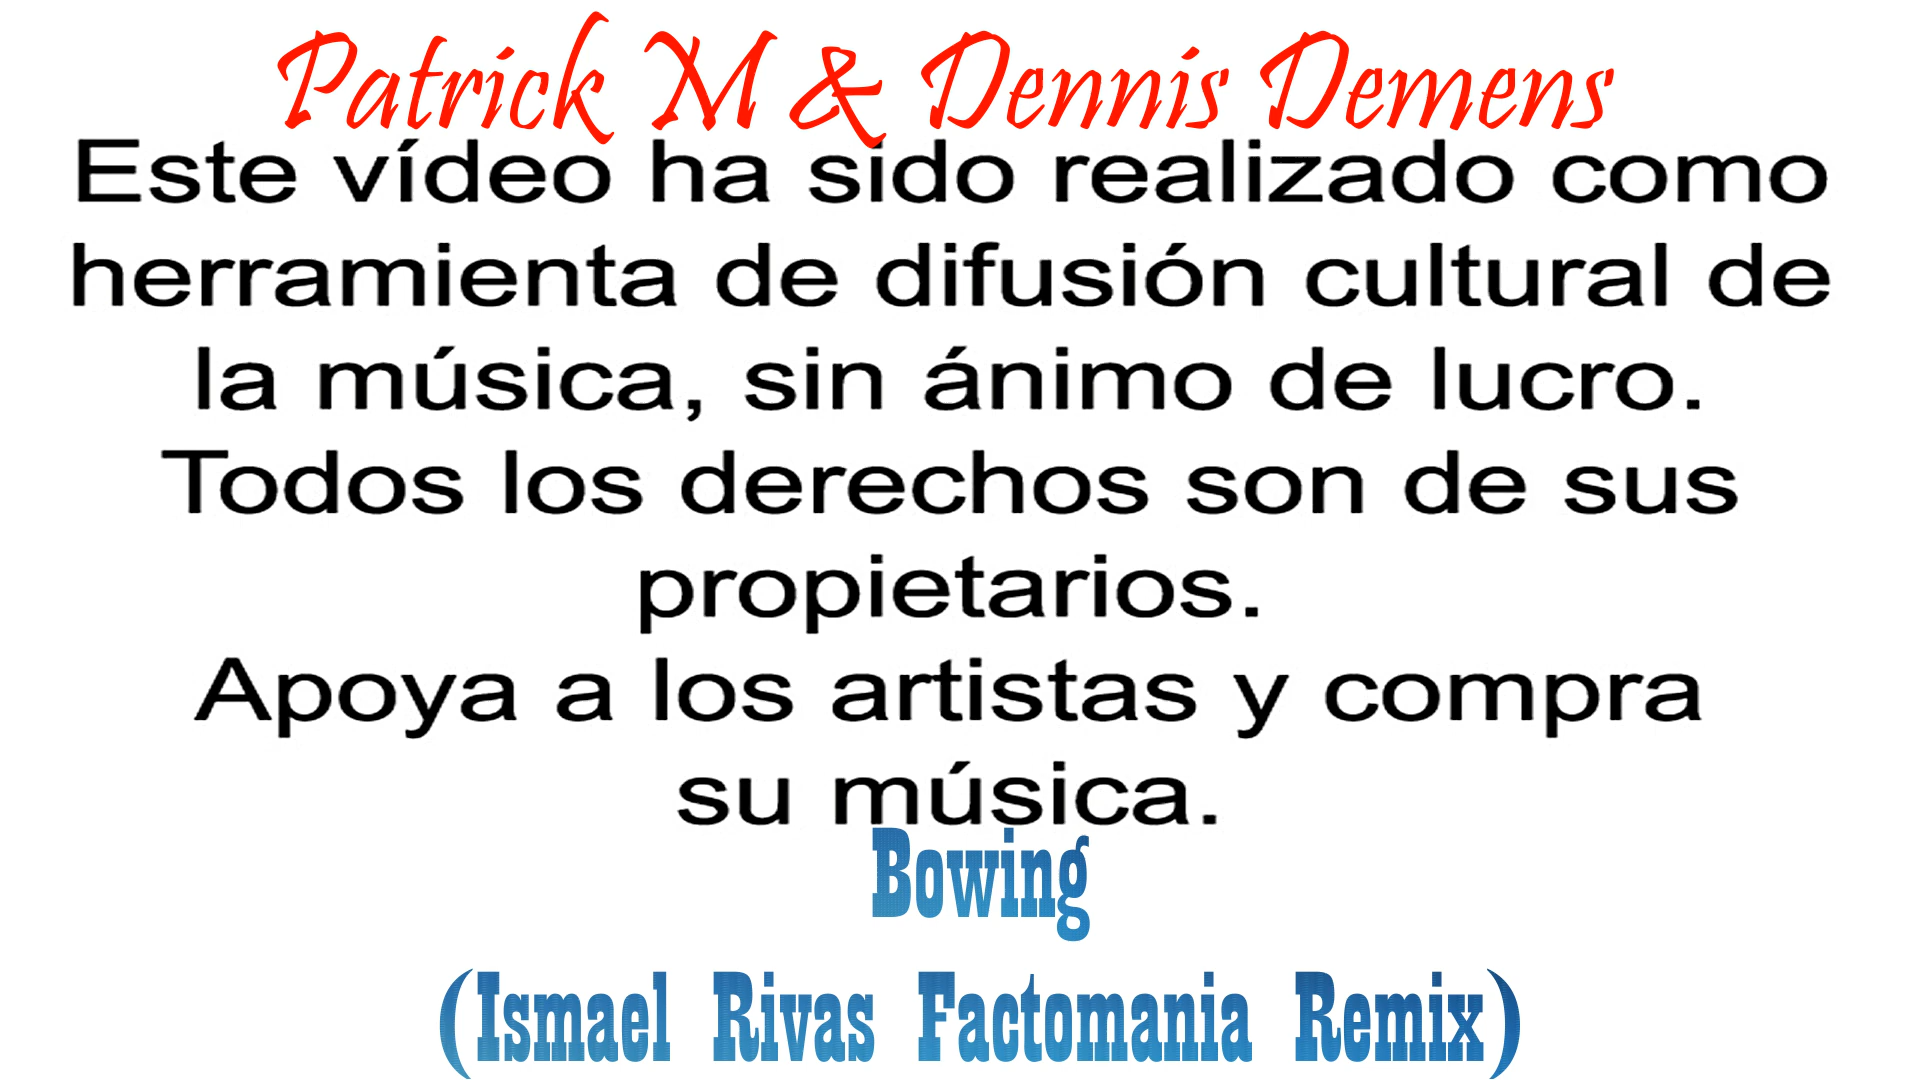 Patrick M & Dennis Demens
Este vídeo ha sido realizado como
herramienta de difusión cultural de
la música, sin ánimo de lucro.
Todos los derechos son de sus
propietarios.
Apoya a los artistas y compra
su música.
Bowing
(Ismael Rivas Factomania Remix)